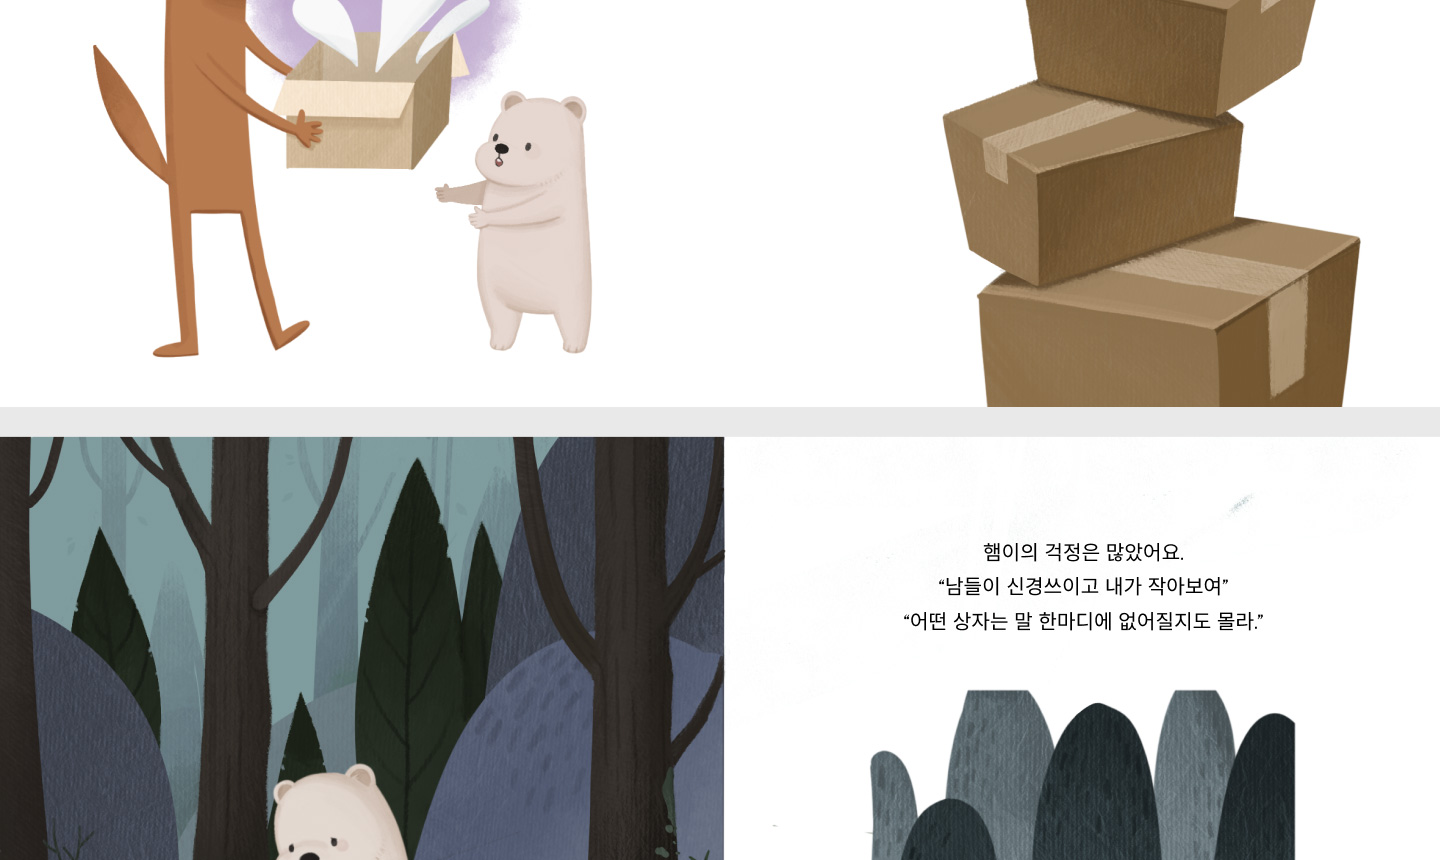 햄이의 걱정은 많았어요.
“남들이 신경쓰이고 내가 작아보여”
“어떤 상자는 말 한마디에 없어질지도 몰라.”